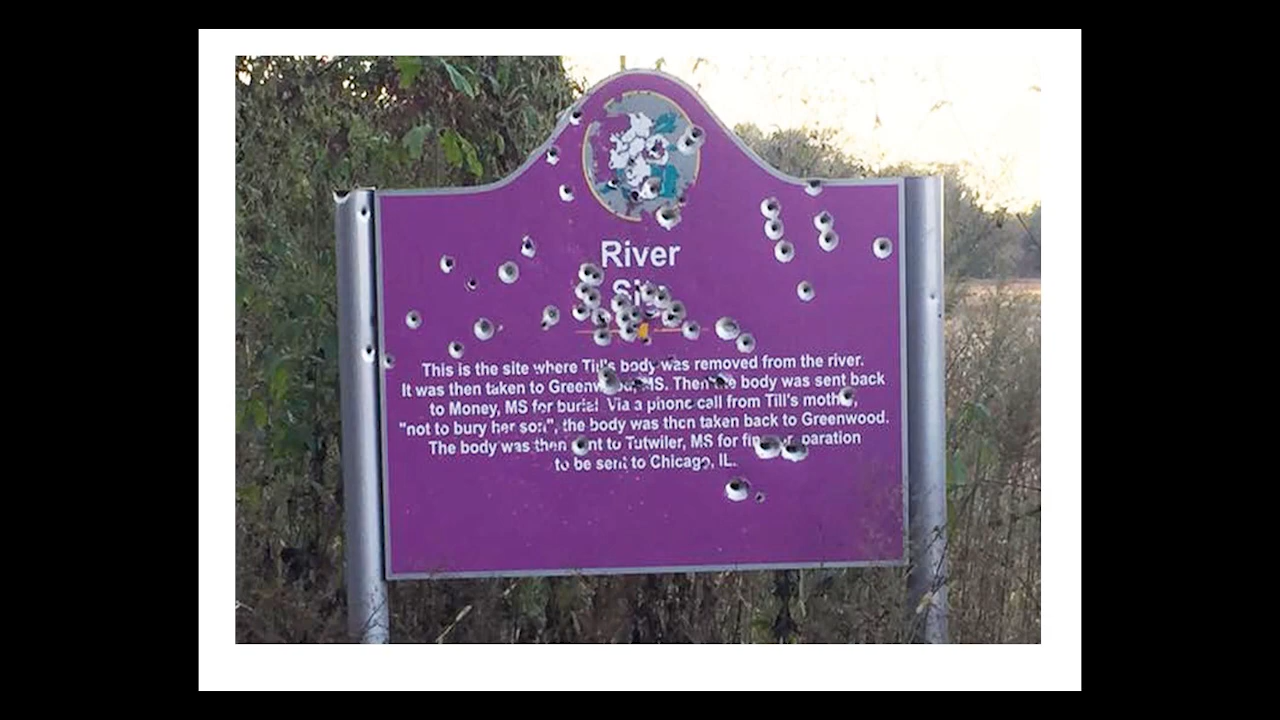 River
Site
This is the site where Till's body was removed from the river.
It was then taken to Greenwood, MS. Then the body was sent back
to Money, MS for burial. Via a phone call from Till's mother,
"not to bury her son", the body was then taken back to Greenwood.
The body was then sent to Tutwiler, MS for paration
to be sent to Chicago, IL.